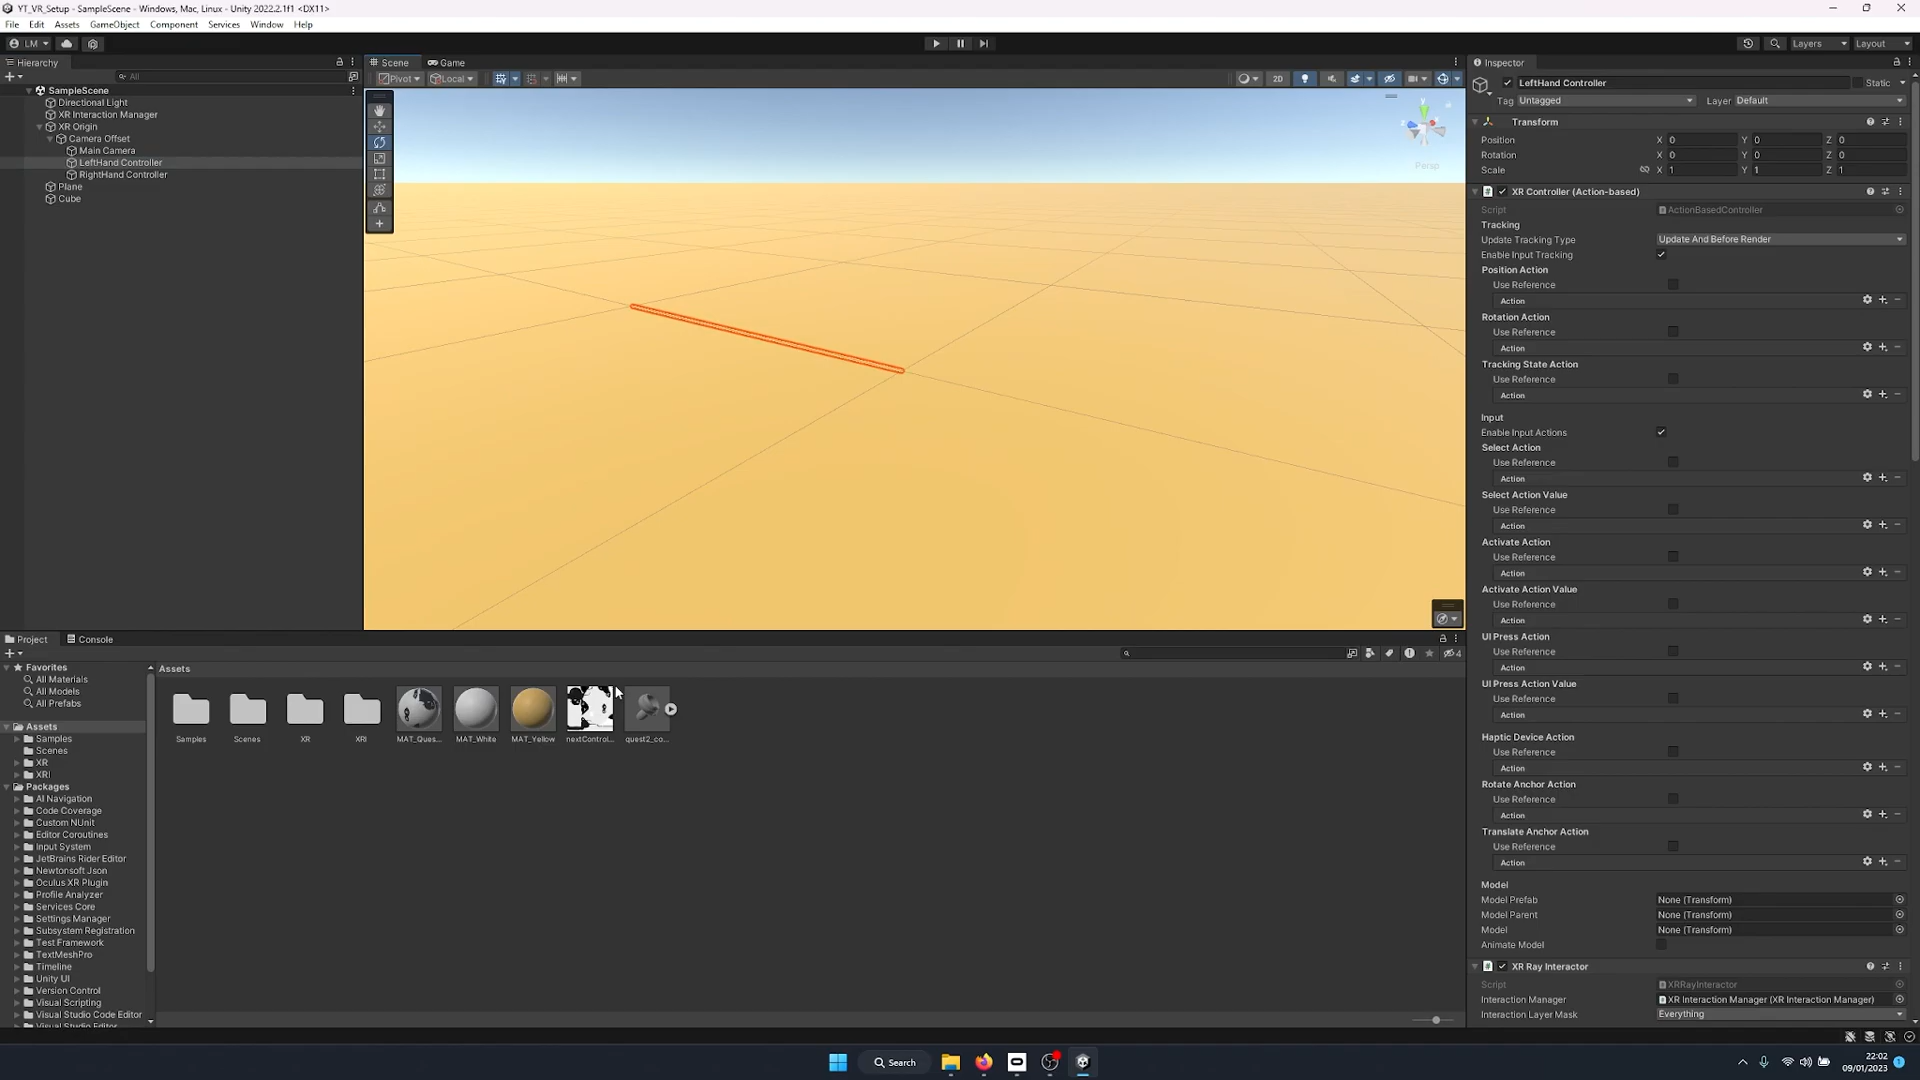 YT_VR_Setup - SampleScene - Windows, Mac, Linux - Unity 2022.2.1f1 <DX11>
File Edit Assets GameObject Component Services Window Help
LM Layers Layout
Hierarchy
All
SampleScene
Directional Light
XR Interaction Manager
XR Origin
Camera Offset
Main Camera
LeftHand Controller
RightHand Controller
Plane
Cube
Scene Game
Pivot Local 2D
y
Persp
Inspector
LeftHand Controller Static
Tag Untagged Layer Default
Transform
Position X 0 Y 0 Z 0
Rotation X 0 Y 0 Z 0
Scale X 1 Y 1 Z 1
XR Controller (Action-based)
Script ActionBasedController
Tracking
Update Tracking Type Update And Before Render
Enable Input Tracking
Position Action
Use Reference
Action
Rotation Action
Use Reference
Action
Tracking State Action
Use Reference
Action
Input
Enable Input Actions
Select Action
Use Reference
Action
Select Action Value
Use Reference
Action
Activate Action
Use Reference
Action
Activate Action Value
Use Reference
Action
UI Press Action
Use Reference
Action
UI Press Action Value
Use Reference
Action
Haptic Device Action
Use Reference
Action
Rotate Anchor Action
Use Reference
Action
Translate Anchor Action
Use Reference
Action
Model
Model Prefab None (Transform)
Model Parent None (Transform)
Model None (Transform)
Animate Model
XR Ray Interactor
Script XRRayInteractor
Interaction Manager XR Interaction Manager (XR Interaction Manager)
Interaction Layer Mask Everything
Project Console
4
Favorites
All Materials
All Models
All Prefabs
Assets
Samples
Scenes
XR
XRI
Packages
AI Navigation
Code Coverage
Custom NUnit
Editor Coroutines
Input System
JetBrains Rider Editor
Newtonsoft Json
Oculus XR Plugin
Profile Analyzer
Services Core
Settings Manager
Subsystem Registration
Test Framework
TextMeshPro
Timeline
Unity UI
Version Control
Visual Scripting
Visual Studio Code Editor
Visual Studio Editor
Assets
Samples Scenes XR XRI MAT_Ques... MAT_White MAT_Yellow nextControl... quest2_co...
Search
22:02
09/01/2023
1